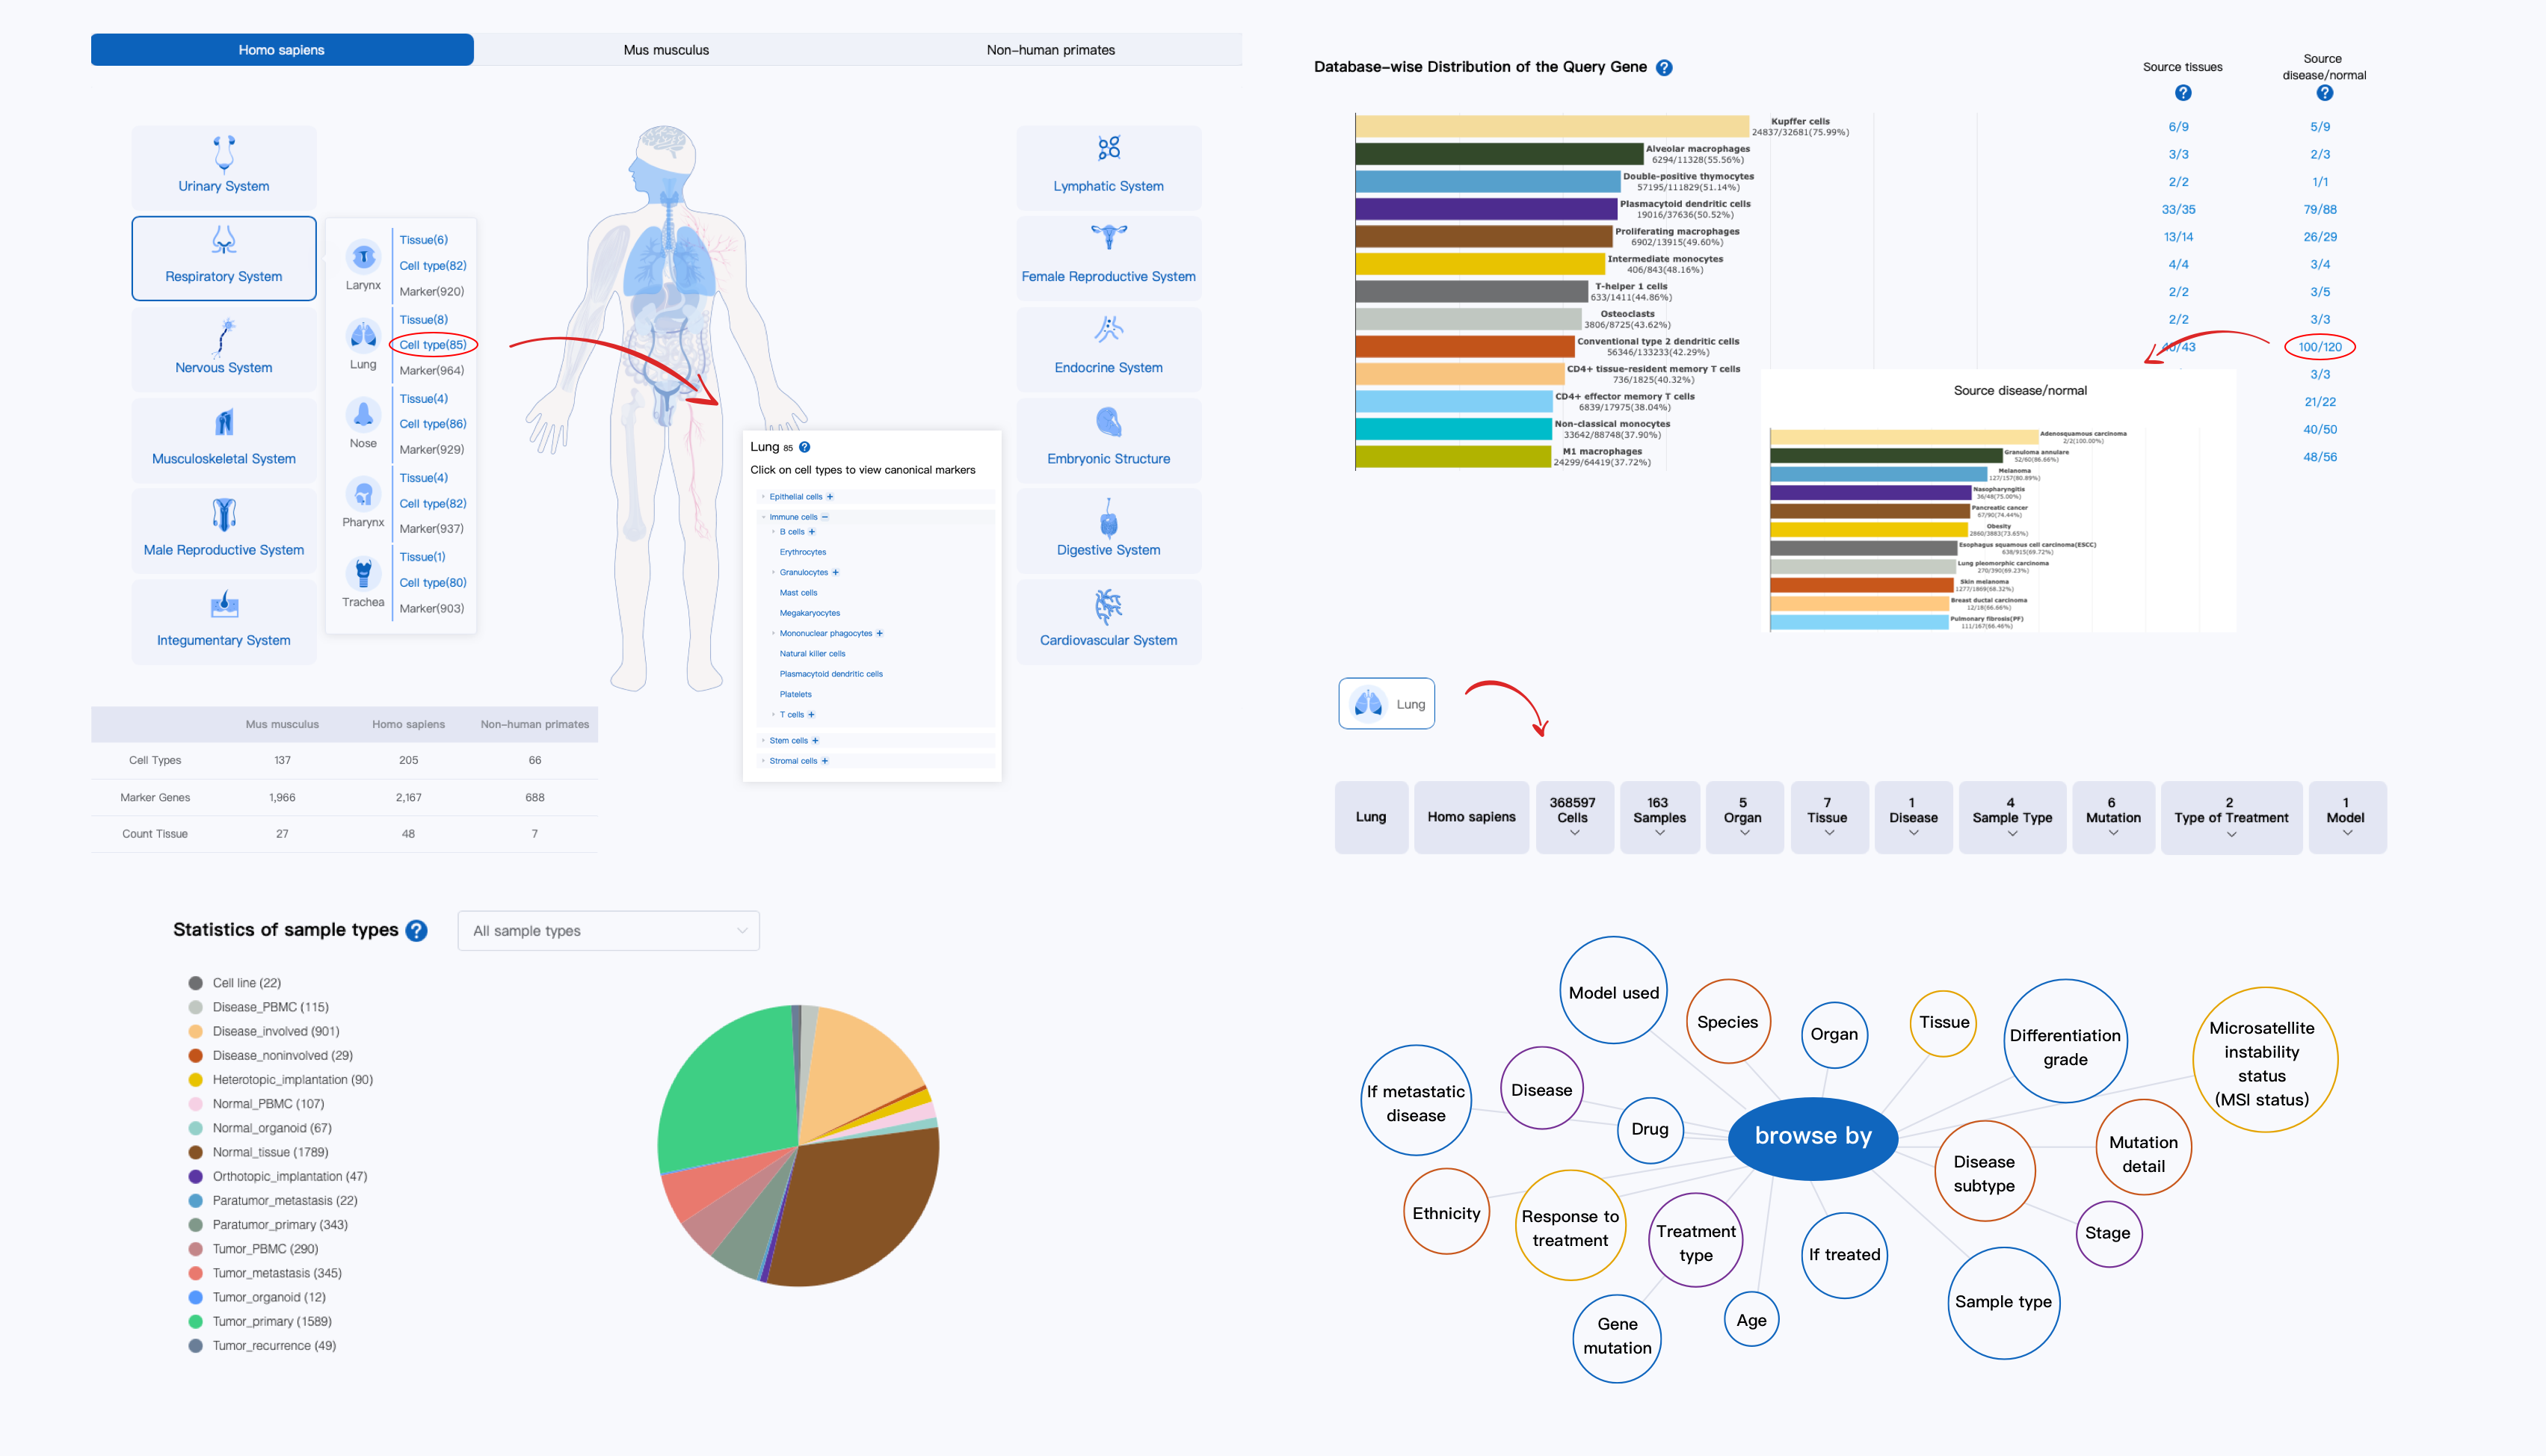 Homo sapiens
Mus musculus
Non-human primates
Urinary System
Respiratory System
Nervous System
Musculoskeletal System
Male Reproductive System
Integumentary System
Larynx
Tissue(6)
Cell type(82)
Marker(920)
Lung
Tissue(8)
Cell type(85)
Marker(964)
Nose
Tissue(4)
Cell type(86)
Marker(929)
Pharynx
Tissue(4)
Cell type(82)
Marker(937)
Trachea
Tissue(1)
Cell type(80)
Marker(903)
Lymphatic System
Female Reproductive System
Endocrine System
Embryonic Structure
Digestive System
Cardiovascular System
Lung 85 ?
Click on cell types to view canonical markers
Epithelial cells +
Immune cells −
B cells +
Erythrocytes
Granulocytes +
Mast cells
Megakaryocytes
Mononuclear phagocytes +
Natural killer cells
Plasmacytoid dendritic cells
Platelets
T cells +
Stem cells +
Stromal cells +
Mus musculus Homo sapiens Non-human primates
Cell Types 137 205 66
Marker Genes 1,966 2,167 688
Count Tissue 27 48 7
Statistics of sample types ?
All sample types
Cell line (22)
Disease_PBMC (115)
Disease_involved (901)
Disease_noninvolved (29)
Heterotopic_implantation (90)
Normal_PBMC (107)
Normal_organoid (67)
Normal_tissue (1789)
Orthotopic_implantation (47)
Paratumor_metastasis (22)
Paratumor_primary (343)
Tumor_PBMC (290)
Tumor_metastasis (345)
Tumor_organoid (12)
Tumor_primary (1589)
Tumor_recurrence (49)
Database-wise Distribution of the Query Gene ?
Source tissues
?
Source
disease/normal
?
Kupffer cells
24837/32681(75.99%)
6/9 5/9
Alveolar macrophages
6294/11328(55.56%)
3/3 2/3
Double-positive thymocytes
57195/111829(51.14%)
2/2 1/1
Plasmacytoid dendritic cells
19016/37636(50.52%)
33/35 79/88
Proliferating macrophages
6902/13915(49.60%)
13/14 26/29
Intermediate monocytes
406/843(48.16%)
4/4 3/4
T-helper 1 cells
633/1411(44.86%)
2/2 3/5
Osteoclasts
3806/8725(43.62%)
2/2 3/3
Conventional type 2 dendritic cells
56346/133233(42.29%)
40/43 100/120
CD4+ tissue-resident memory T cells
736/1825(40.32%)
3/3
CD4+ effector memory T cells
6839/17975(38.04%)
21/22
Non-classical monocytes
33642/88748(37.90%)
40/50
M1 macrophages
24299/64419(37.72%)
48/56
Source disease/normal
Adenosquamous carcinoma
2/2(100.00%)
Granuloma annulare
52/60(86.66%)
Melanoma
127/157(80.89%)
Nasopharyngitis
36/48(75.00%)
Pancreatic cancer
67/90(74.44%)
Obesity
2860/3883(73.65%)
Esophagus squamous cell carcinoma(ESCC)
638/915(69.72%)
Lung pleomorphic carcinoma
270/390(69.23%)
Skin melanoma
1277/1869(68.32%)
Breast ductal carcinoma
12/18(66.66%)
Pulmonary fibrosis(PF)
111/167(66.46%)
Lung
Lung
Homo sapiens
368597
Cells
163
Samples
5
Organ
7
Tissue
1
Disease
4
Sample Type
6
Mutation
2
Type of Treatment
1
Model
Model used
Species
Organ
Tissue
Differentiation
grade
Microsatellite
instability
status
(MSI status)
If metastatic
disease
Disease
Drug
browse by
Disease
subtype
Mutation
detail
Ethnicity
Response to
treatment
Treatment
type
If treated
Stage
Sample type
Gene
mutation
Age